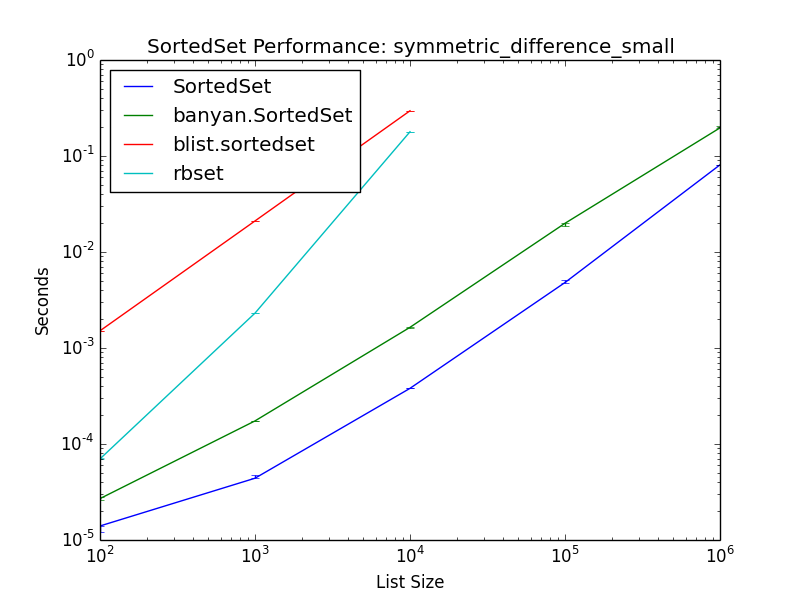 SortedSet Performance: symmetric_difference_small
10^0
10^-1
10^-2
10^-3
10^-4
10^-5
Seconds
SortedSet
banyan.SortedSet
blist.sortedset
rbset
10^2 10^3 10^4 10^5 10^6
List Size